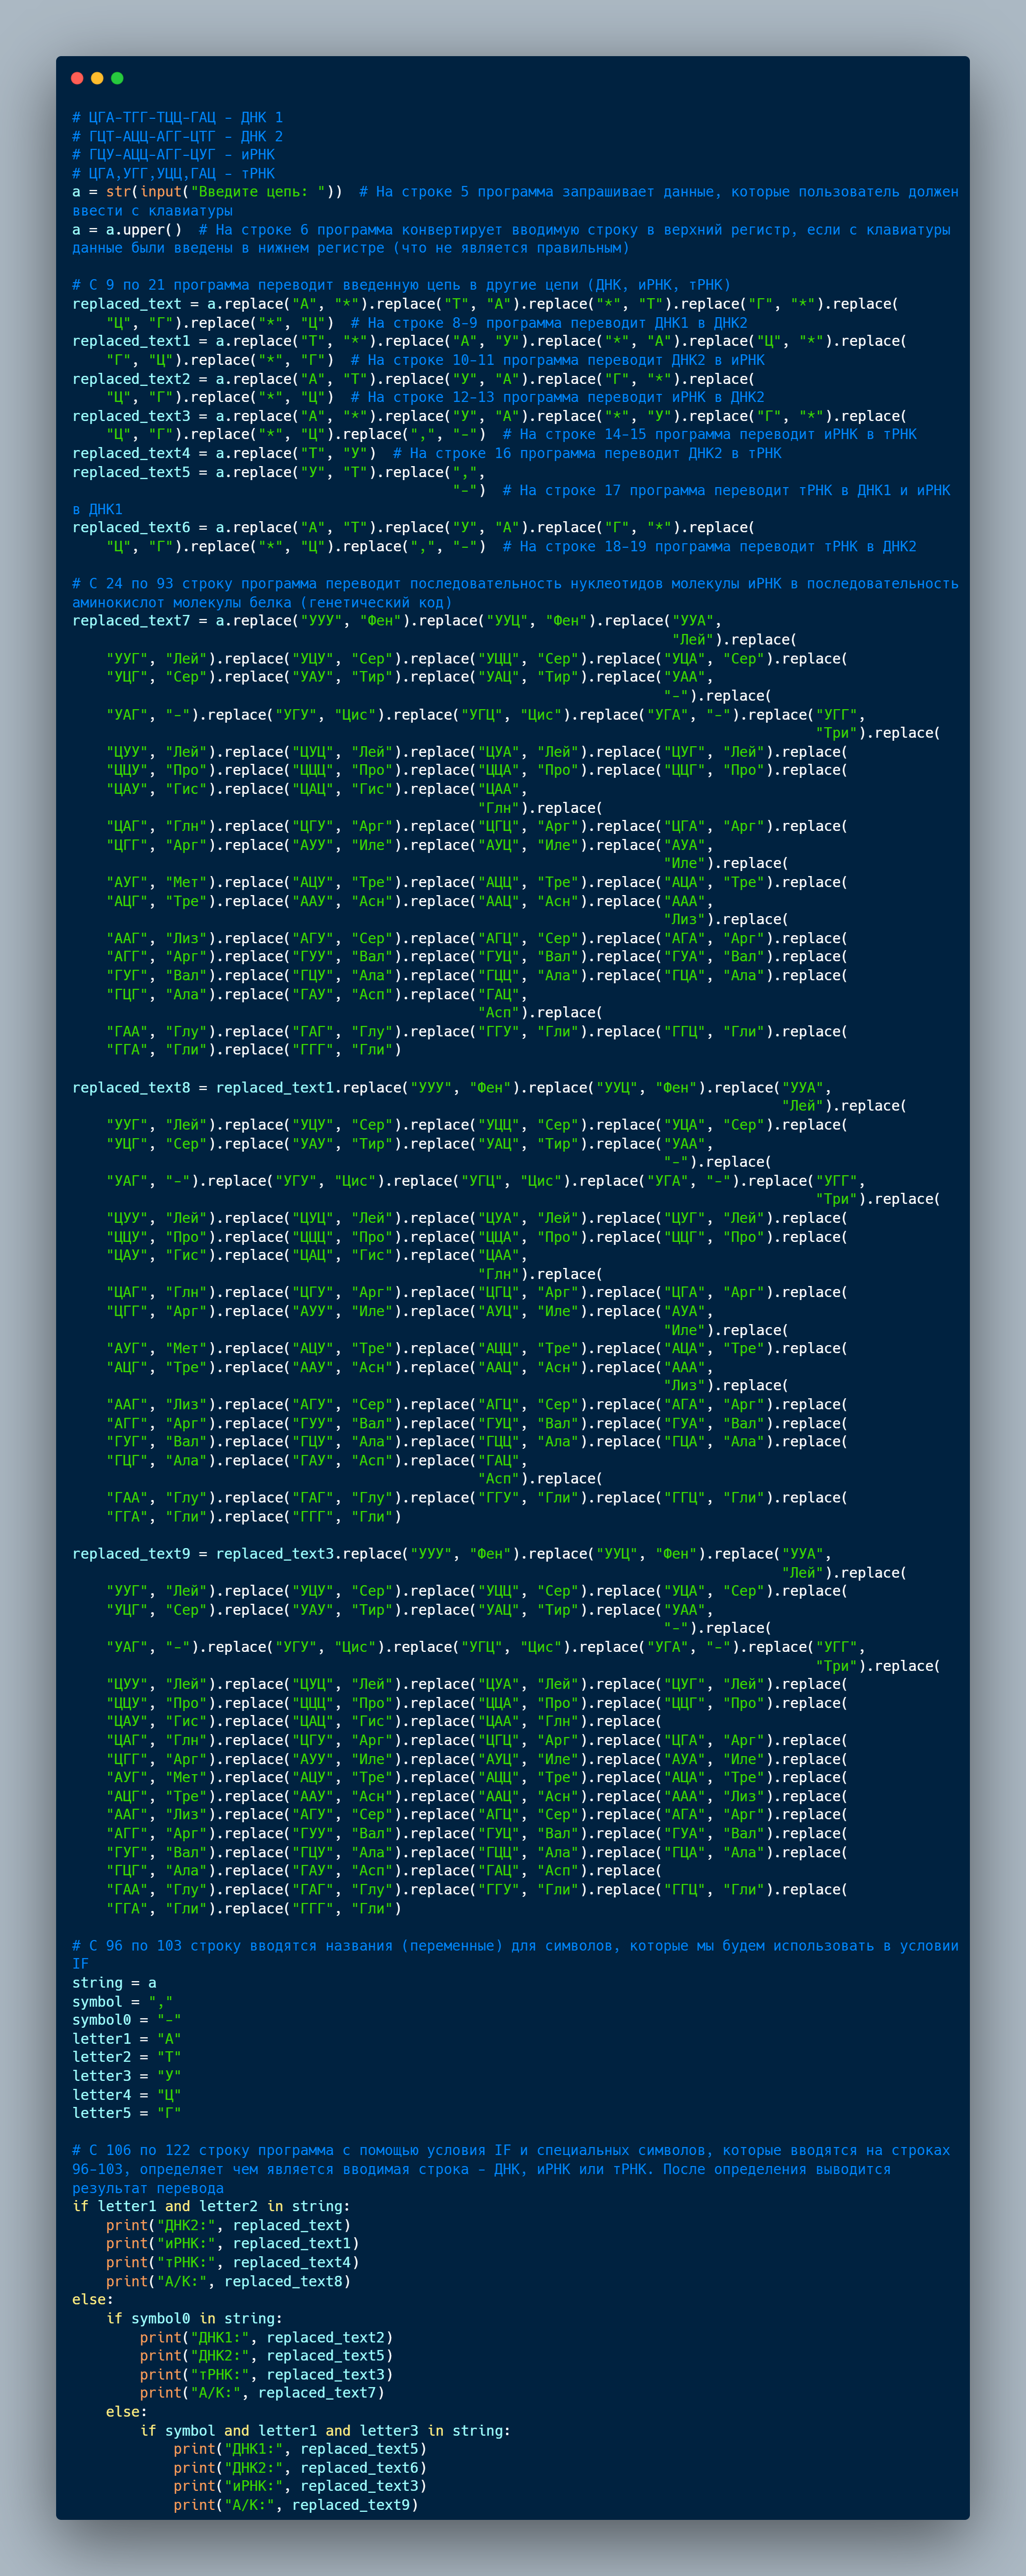 # ЦГА-ТГГ-ТЦЦ-ГАЦ - ДНК 1
# ГЦТ-АЦЦ-АГГ-ЦТГ - ДНК 2
# ГЦУ-АЦЦ-АГГ-ЦУГ - иРНК
# ЦГА,УГГ,УЦЦ,ГАЦ - тРНК
a = str(input("Введите цепь: "))  # На строке 5 программа запрашивает данные, которые пользователь должен
ввести с клавиатуры
a = a.upper()  # На строке 6 программа конвертирует вводимую строку в верхний регистр, если с клавиатуры
данные были введены в нижнем регистре (что не является правильным)
# С 9 по 21 программа переводит введенную цепь в другие цепи (ДНК, иРНК, тРНК)
replaced_text = a.replace("А", "*").replace("Т", "А").replace("*", "Т").replace("Г", "*").replace(
    "Ц", "Г").replace("*", "Ц")  # На строке 8-9 программа переводит ДНК1 в ДНК2
replaced_text1 = a.replace("Т", "*").replace("А", "У").replace("*", "А").replace("Ц", "*").replace(
    "Г", "Ц").replace("*", "Г")  # На строке 10-11 программа переводит ДНК2 в иРНК
replaced_text2 = a.replace("А", "Т").replace("У", "А").replace("Г", "*").replace(
    "Ц", "Г").replace("*", "Ц")  # На строке 12-13 программа переводит иРНК в ДНК2
replaced_text3 = a.replace("А", "*").replace("У", "А").replace("*", "У").replace("Г", "*").replace(
    "Ц", "Г").replace("*", "Ц").replace(",", "-")  # На строке 14-15 программа переводит иРНК в тРНК
replaced_text4 = a.replace("Т", "У")  # На строке 16 программа переводит ДНК2 в тРНК
replaced_text5 = a.replace("У", "Т").replace(",",
"-")  # На строке 17 программа переводит тРНК в ДНК1 и иРНК
в ДНК1
replaced_text6 = a.replace("А", "Т").replace("У", "А").replace("Г", "*").replace(
    "Ц", "Г").replace("*", "Ц").replace(",", "-")  # На строке 18-19 программа переводит тРНК в ДНК2
# С 24 по 93 строку программа переводит последовательность нуклеотидов молекулы иРНК в последовательность
аминокислот молекулы белка (генетический код)
replaced_text7 = a.replace("УУУ", "Фен").replace("УУЦ", "Фен").replace("УУА",
"Лей").replace(
    "УУГ", "Лей").replace("УЦУ", "Сер").replace("УЦЦ", "Сер").replace("УЦА", "Сер").replace(
    "УЦГ", "Сер").replace("УАУ", "Тир").replace("УАЦ", "Тир").replace("УАА",
"-").replace(
    "УАГ", "-").replace("УГУ", "Цис").replace("УГЦ", "Цис").replace("УГА", "-").replace("УГГ",
"Три").replace(
    "ЦУУ", "Лей").replace("ЦУЦ", "Лей").replace("ЦУА", "Лей").replace("ЦУГ", "Лей").replace(
    "ЦЦУ", "Про").replace("ЦЦЦ", "Про").replace("ЦЦА", "Про").replace("ЦЦГ", "Про").replace(
    "ЦАУ", "Гис").replace("ЦАЦ", "Гис").replace("ЦАА",
"Глн").replace(
    "ЦАГ", "Глн").replace("ЦГУ", "Арг").replace("ЦГЦ", "Арг").replace("ЦГА", "Арг").replace(
    "ЦГГ", "Арг").replace("АУУ", "Иле").replace("АУЦ", "Иле").replace("АУА",
"Иле").replace(
    "АУГ", "Мет").replace("АЦУ", "Тре").replace("АЦЦ", "Тре").replace("АЦА", "Тре").replace(
    "АЦГ", "Тре").replace("ААУ", "Асн").replace("ААЦ", "Асн").replace("ААА",
"Лиз").replace(
    "ААГ", "Лиз").replace("АГУ", "Сер").replace("АГЦ", "Сер").replace("АГА", "Арг").replace(
    "АГГ", "Арг").replace("ГУУ", "Вал").replace("ГУЦ", "Вал").replace("ГУА", "Вал").replace(
    "ГУГ", "Вал").replace("ГЦУ", "Ала").replace("ГЦЦ", "Ала").replace("ГЦА", "Ала").replace(
    "ГЦГ", "Ала").replace("ГАУ", "Асп").replace("ГАЦ",
"Асп").replace(
    "ГАА", "Глу").replace("ГАГ", "Глу").replace("ГГУ", "Гли").replace("ГГЦ", "Гли").replace(
    "ГГА", "Гли").replace("ГГГ", "Гли")
replaced_text8 = replaced_text1.replace("УУУ", "Фен").replace("УУЦ", "Фен").replace("УУА",
"Лей").replace(
    "УУГ", "Лей").replace("УЦУ", "Сер").replace("УЦЦ", "Сер").replace("УЦА", "Сер").replace(
    "УЦГ", "Сер").replace("УАУ", "Тир").replace("УАЦ", "Тир").replace("УАА",
"-").replace(
    "УАГ", "-").replace("УГУ", "Цис").replace("УГЦ", "Цис").replace("УГА", "-").replace("УГГ",
"Три").replace(
    "ЦУУ", "Лей").replace("ЦУЦ", "Лей").replace("ЦУА", "Лей").replace("ЦУГ", "Лей").replace(
    "ЦЦУ", "Про").replace("ЦЦЦ", "Про").replace("ЦЦА", "Про").replace("ЦЦГ", "Про").replace(
    "ЦАУ", "Гис").replace("ЦАЦ", "Гис").replace("ЦАА",
"Глн").replace(
    "ЦАГ", "Глн").replace("ЦГУ", "Арг").replace("ЦГЦ", "Арг").replace("ЦГА", "Арг").replace(
    "ЦГГ", "Арг").replace("АУУ", "Иле").replace("АУЦ", "Иле").replace("АУА",
"Иле").replace(
    "АУГ", "Мет").replace("АЦУ", "Тре").replace("АЦЦ", "Тре").replace("АЦА", "Тре").replace(
    "АЦГ", "Тре").replace("ААУ", "Асн").replace("ААЦ", "Асн").replace("ААА",
"Лиз").replace(
    "ААГ", "Лиз").replace("АГУ", "Сер").replace("АГЦ", "Сер").replace("АГА", "Арг").replace(
    "АГГ", "Арг").replace("ГУУ", "Вал").replace("ГУЦ", "Вал").replace("ГУА", "Вал").replace(
    "ГУГ", "Вал").replace("ГЦУ", "Ала").replace("ГЦЦ", "Ала").replace("ГЦА", "Ала").replace(
    "ГЦГ", "Ала").replace("ГАУ", "Асп").replace("ГАЦ",
"Асп").replace(
    "ГАА", "Глу").replace("ГАГ", "Глу").replace("ГГУ", "Гли").replace("ГГЦ", "Гли").replace(
    "ГГА", "Гли").replace("ГГГ", "Гли")
replaced_text9 = replaced_text3.replace("УУУ", "Фен").replace("УУЦ", "Фен").replace("УУА",
"Лей").replace(
    "УУГ", "Лей").replace("УЦУ", "Сер").replace("УЦЦ", "Сер").replace("УЦА", "Сер").replace(
    "УЦГ", "Сер").replace("УАУ", "Тир").replace("УАЦ", "Тир").replace("УАА",
"-").replace(
    "УАГ", "-").replace("УГУ", "Цис").replace("УГЦ", "Цис").replace("УГА", "-").replace("УГГ",
"Три").replace(
    "ЦУУ", "Лей").replace("ЦУЦ", "Лей").replace("ЦУА", "Лей").replace("ЦУГ", "Лей").replace(
    "ЦЦУ", "Про").replace("ЦЦЦ", "Про").replace("ЦЦА", "Про").replace("ЦЦГ", "Про").replace(
    "ЦАУ", "Гис").replace("ЦАЦ", "Гис").replace("ЦАА", "Глн").replace(
    "ЦАГ", "Глн").replace("ЦГУ", "Арг").replace("ЦГЦ", "Арг").replace("ЦГА", "Арг").replace(
    "ЦГГ", "Арг").replace("АУУ", "Иле").replace("АУЦ", "Иле").replace("АУА", "Иле").replace(
    "АУГ", "Мет").replace("АЦУ", "Тре").replace("АЦЦ", "Тре").replace("АЦА", "Тре").replace(
    "АЦГ", "Тре").replace("ААУ", "Асн").replace("ААЦ", "Асн").replace("ААА", "Лиз").replace(
    "ААГ", "Лиз").replace("АГУ", "Сер").replace("АГЦ", "Сер").replace("АГА", "Арг").replace(
    "АГГ", "Арг").replace("ГУУ", "Вал").replace("ГУЦ", "Вал").replace("ГУА", "Вал").replace(
    "ГУГ", "Вал").replace("ГЦУ", "Ала").replace("ГЦЦ", "Ала").replace("ГЦА", "Ала").replace(
    "ГЦГ", "Ала").replace("ГАУ", "Асп").replace("ГАЦ", "Асп").replace(
    "ГАА", "Глу").replace("ГАГ", "Глу").replace("ГГУ", "Гли").replace("ГГЦ", "Гли").replace(
    "ГГА", "Гли").replace("ГГГ", "Гли")
# С 96 по 103 строку вводятся названия (переменные) для символов, которые мы будем использовать в условии
IF
string = a
symbol = ","
symbol0 = "-"
letter1 = "А"
letter2 = "Т"
letter3 = "У"
letter4 = "Ц"
letter5 = "Г"
# С 106 по 122 строку программа с помощью условия IF и специальных символов, которые вводятся на строках
96-103, определяет чем является вводимая строка - ДНК, иРНК или тРНК. После определения выводится
результат перевода
if letter1 and letter2 in string:
    print("ДНК2:", replaced_text)
    print("иРНК:", replaced_text1)
    print("тРНК:", replaced_text4)
    print("А/К:", replaced_text8)
else:
    if symbol0 in string:
        print("ДНК1:", replaced_text2)
        print("ДНК2:", replaced_text5)
        print("тРНК:", replaced_text3)
        print("А/К:", replaced_text7)
    else:
        if symbol and letter1 and letter3 in string:
            print("ДНК1:", replaced_text5)
            print("ДНК2:", replaced_text6)
            print("иРНК:", replaced_text3)
            print("А/К:", replaced_text9)